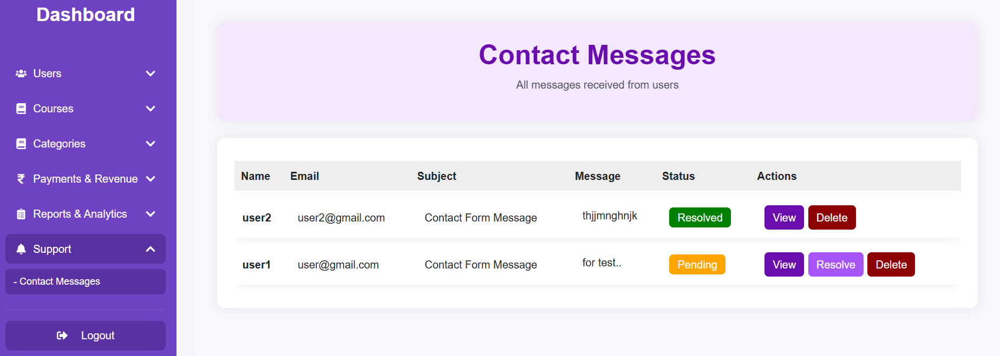 Dashboard
Users
Courses
Categories
Payments & Revenue
Reports & Analytics
Support
- Contact Messages
Logout
Contact Messages
All messages received from users
Name Email Subject Message Status Actions
user2 user2@gmail.com Contact Form Message thjjmnghnjk Resolved View Delete
user1 user@gmail.com Contact Form Message for test.. Pending View Resolve Delete